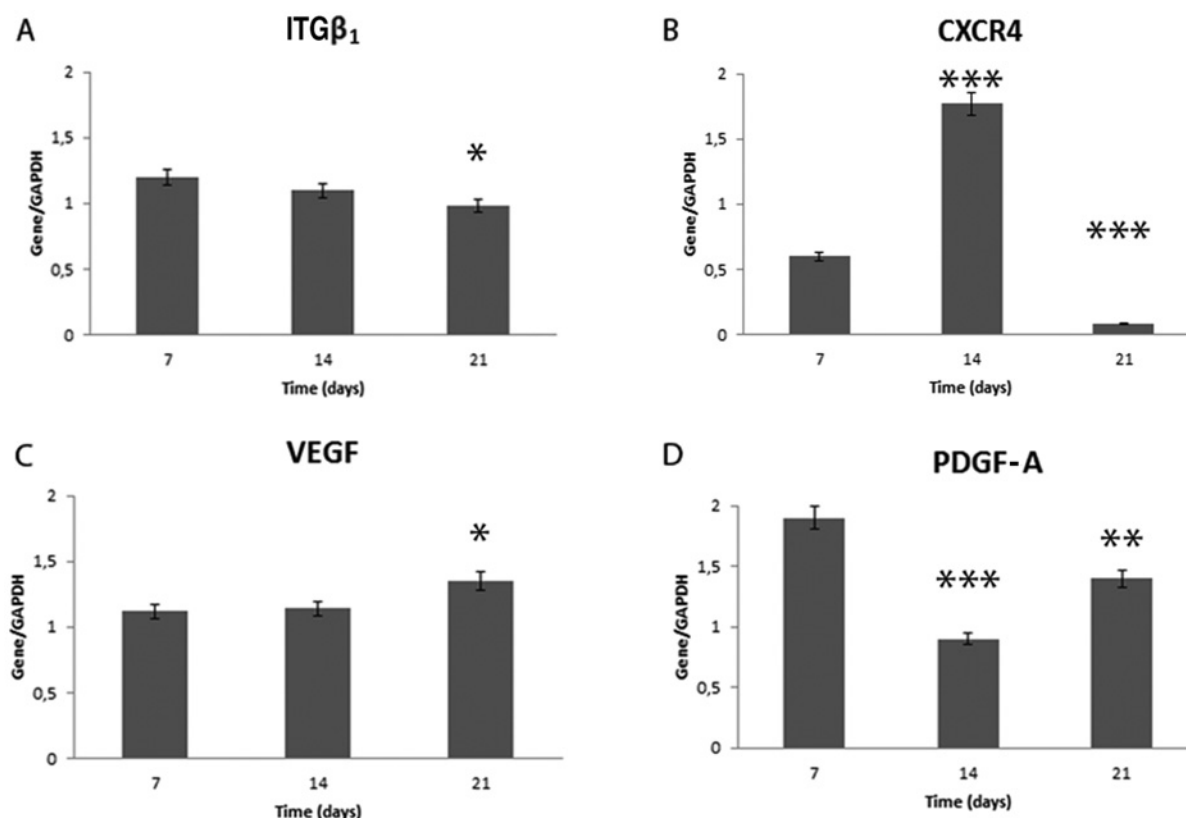 A
ITGβ1
Gene/GAPDH
2
1,5
1
0,5
0
*
7 14 21
Time (days)
B
CXCR4
Gene/GAPDH
2
1,5
1
0,5
0
***
***
7 14 21
Time (days)
C
VEGF
Gene/GAPDH
2
1,5
1
0,5
0
*
7 14 21
Time (days)
D
PDGF-A
Gene/GAPDH
2
1,5
1
0,5
0
***
**
7 14 21
Time (days)